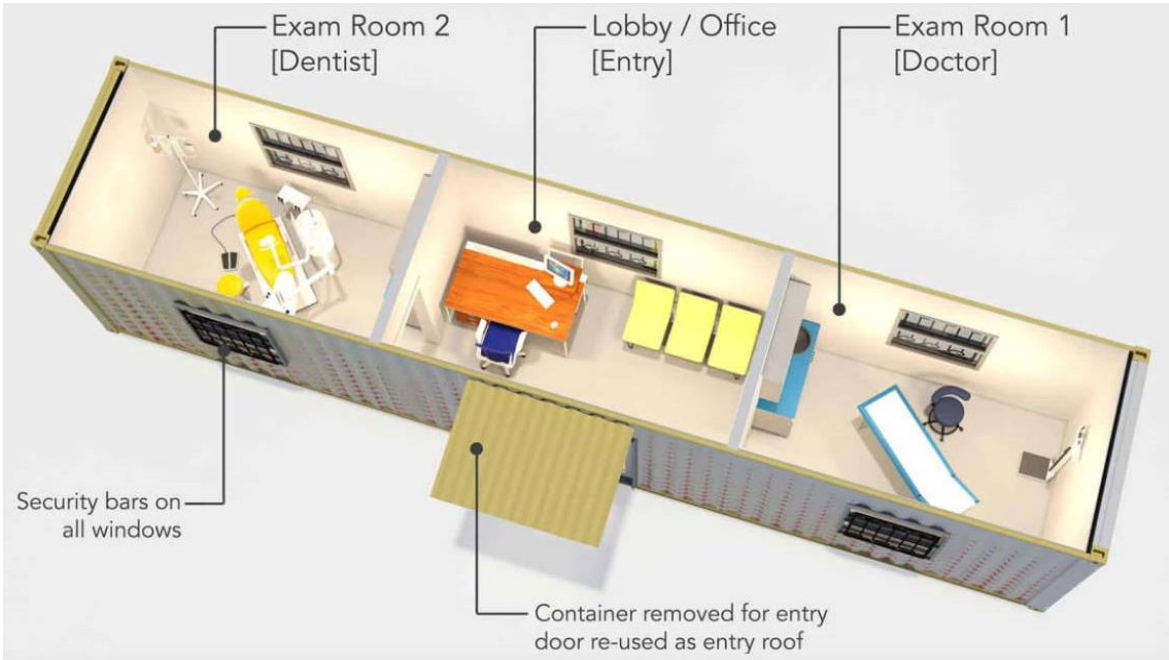 Exam Room 2
[Dentist]
Lobby / Office
[Entry]
Exam Room 1
[Doctor]
Security bars on
all windows
Container removed for entry
door re-used as entry roof